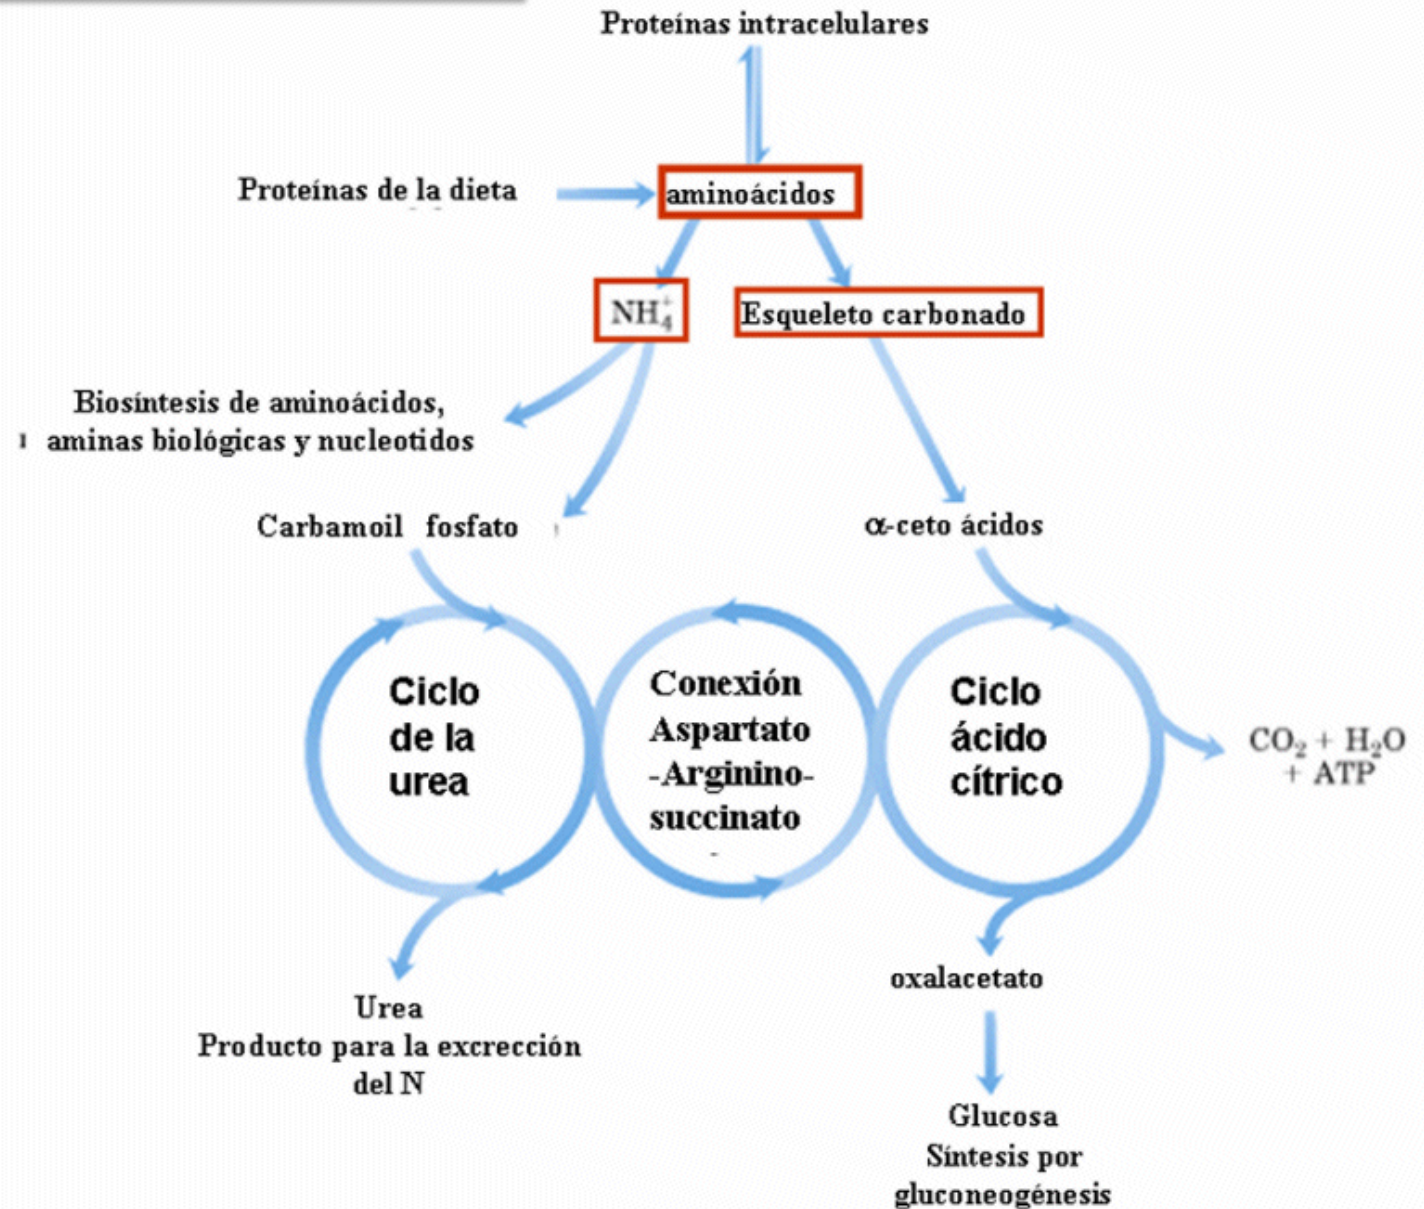 Proteínas intracelulares
Proteínas de la dieta
aminoácidos
NH₄⁺
Esqueleto carbonado
Biosíntesis de aminoácidos,
aminas biológicas y nucleotidos
Carbamoil fosfato
α-ceto ácidos
Ciclo
de la
urea
Conexión
Aspartato
-Arginino-
succinato
Ciclo
ácido
cítrico
CO₂ + H₂O
+ ATP
oxalacetato
Urea
Producto para la excrección
del N
Glucosa
Síntesis por
gluconeogénesis